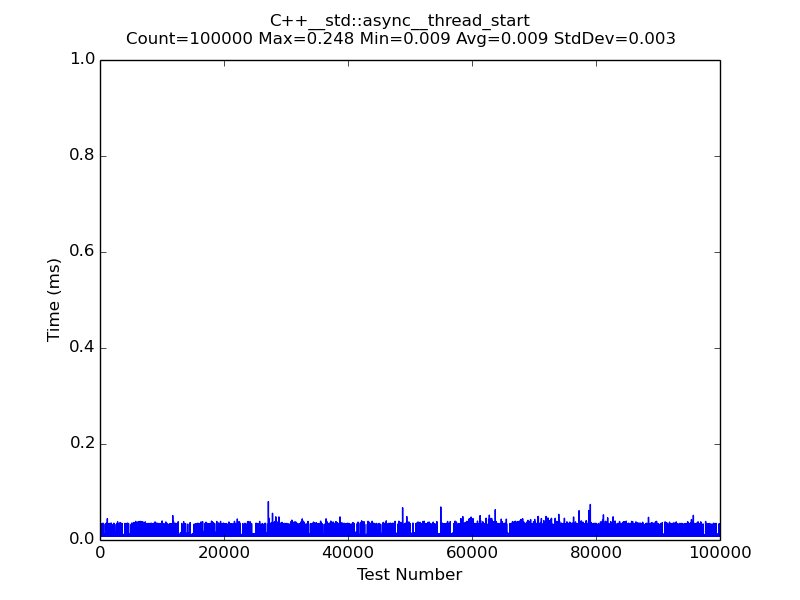 C++__std::async__thread_start
Count=100000 Max=0.248 Min=0.009 Avg=0.009 StdDev=0.003
1.0
0.8
0.6
0.4
0.2
0.0
Time (ms)
0 20000 40000 60000 80000 100000
Test Number